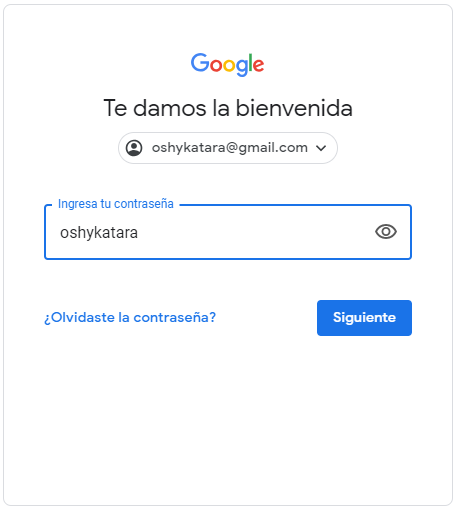 Google
Te damos la bienvenida
oshykatara@gmail.com
Ingresa tu contraseña
oshykatara
¿Olvidaste la contraseña?
Siguiente